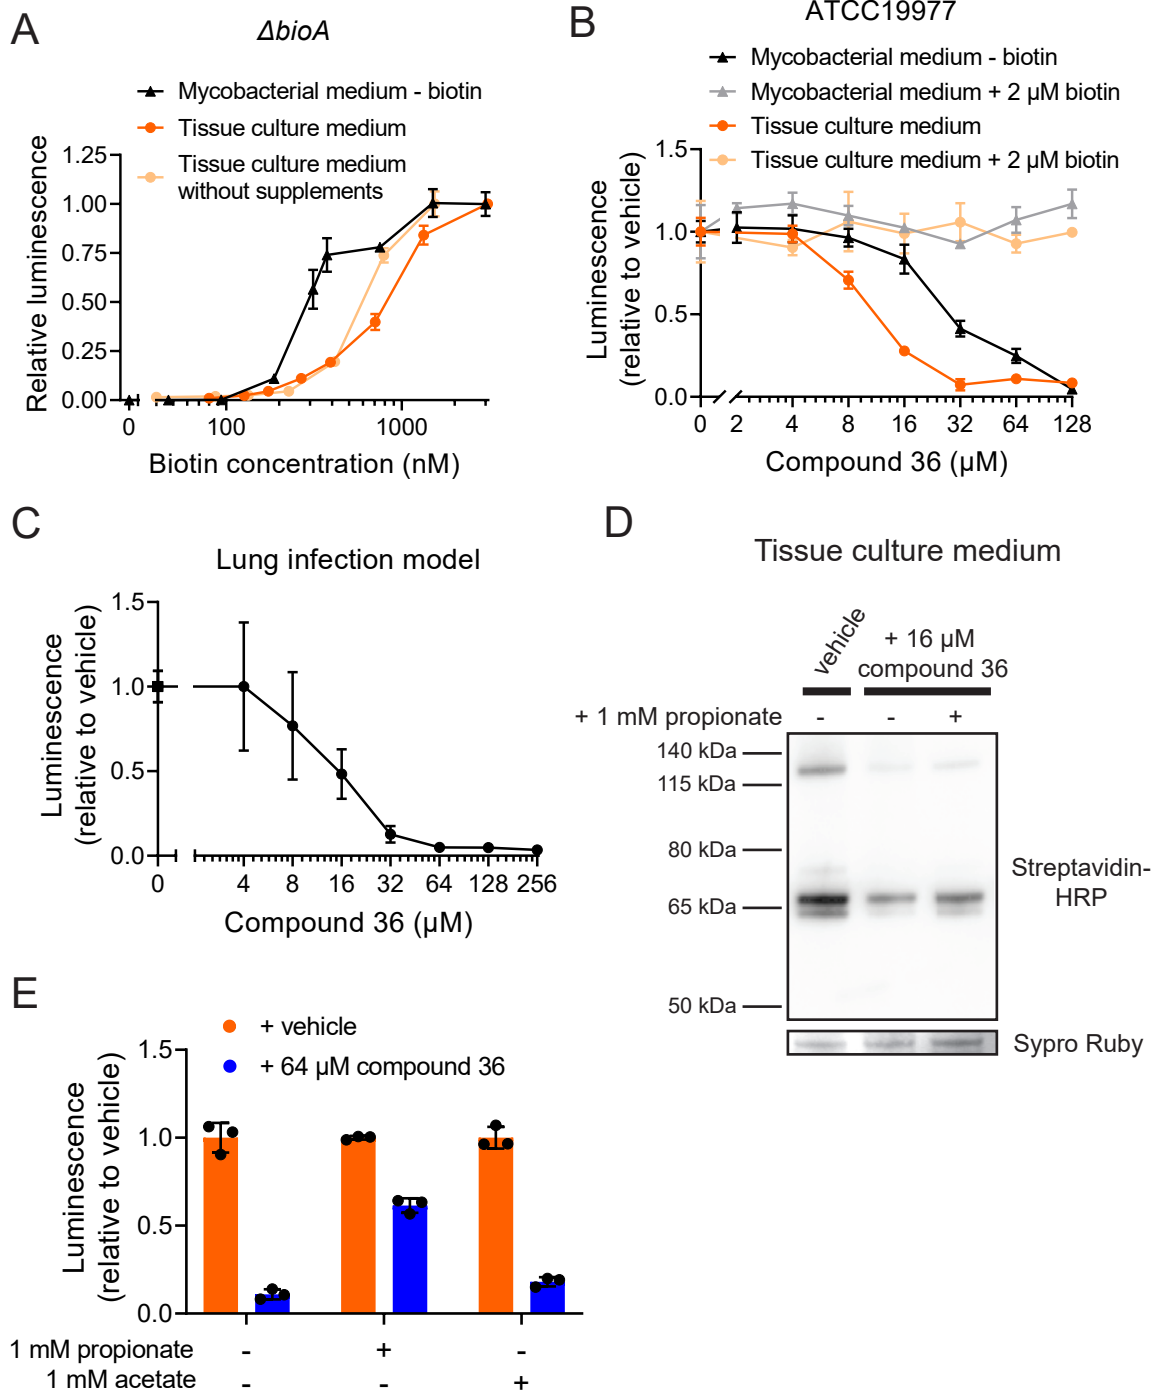 A
ΔbioA
Mycobacterial medium - biotin
Tissue culture medium
Tissue culture medium
without supplements
Relative luminescence
1.25
1.00
0.75
0.50
0.25
0.00
0
100
1000
Biotin concentration (nM)
B
ATCC19977
Mycobacterial medium - biotin
Mycobacterial medium + 2 µM biotin
Tissue culture medium
Tissue culture medium + 2 µM biotin
Luminescence
(relative to vehicle)
1.5
1.0
0.5
0.0
0 2 4 8 16 32 64 128
Compound 36 (µM)
C
Lung infection model
Luminescence
(relative to vehicle)
1.5
1.0
0.5
0.0
0 4 8 16 32 64 128 256
Compound 36 (µM)
D
Tissue culture medium
vehicle
+ 16 µM
compound 36
+ 1 mM propionate - - +
140 kDa
115 kDa
80 kDa
65 kDa
50 kDa
Streptavidin-
HRP
Sypro Ruby
E
+ vehicle
+ 64 µM compound 36
Luminescence
(relative to vehicle)
1.5
1.0
0.5
0.0
1 mM propionate - + -
1 mM acetate - - +